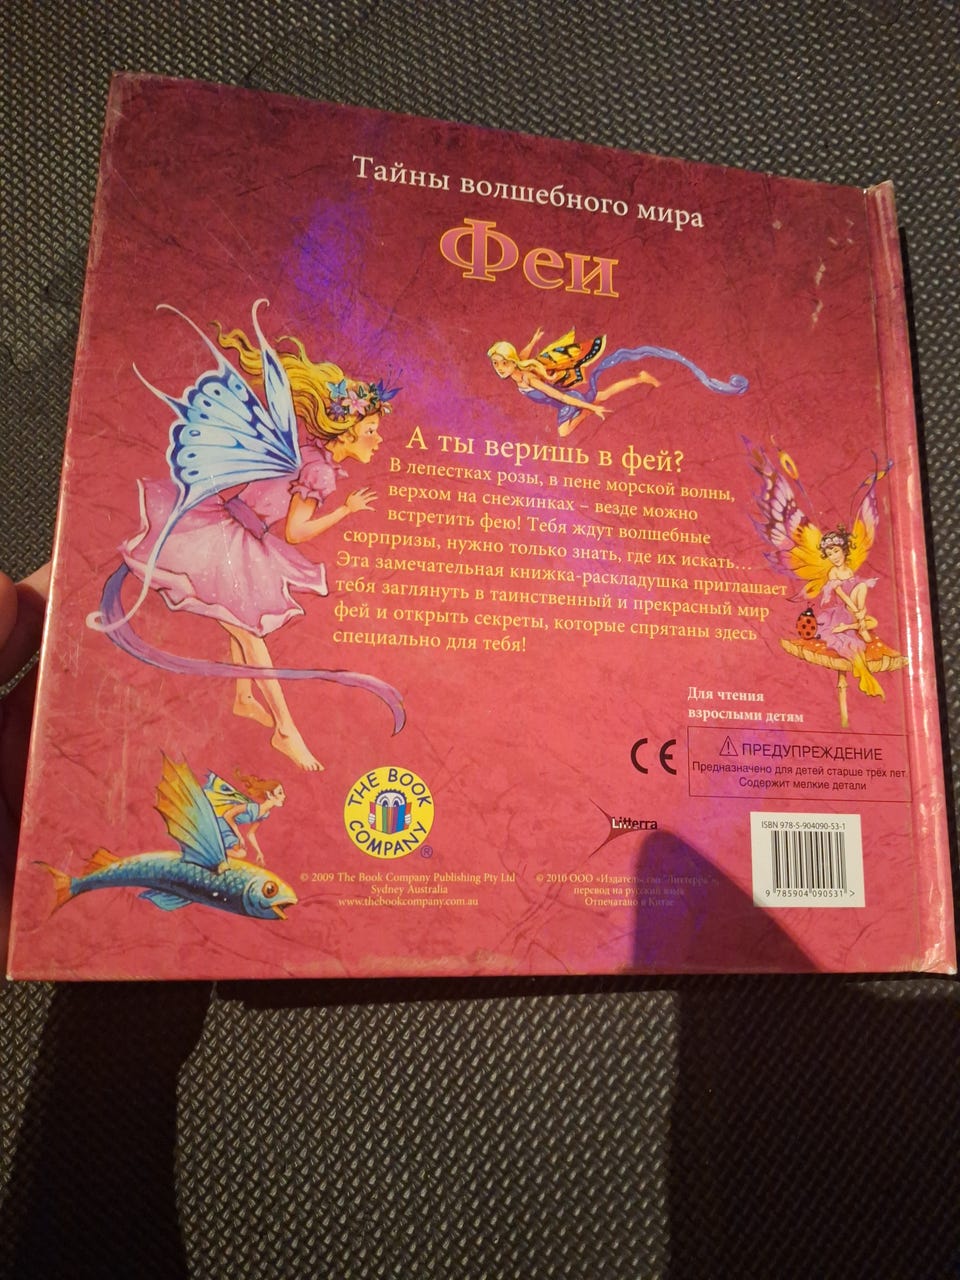 Тайны волшебного мира
Феи
А ты веришь в фей?
В лепестках розы, в пене морской волны,
верхом на снежинках – везде можно
встретить фею! Тебя ждут волшебные
сюрпризы, нужно только знать, где их искать...
Эта замечательная книжка-раскладушка приглашает
тебя заглянуть в таинственный и прекрасный мир
фей и открыть секреты, которые спрятаны здесь
специально для тебя!
Для чтения
взрослыми детям
CE
ПРЕДУПРЕЖДЕНИЕ
Предназначено для детей старше трёх лет.
Содержит мелкие детали
THE BOOK
COMPANY ®
Litterra
© 2009 The Book Company Publishing Pty Ltd
Sydney Australia
www.thebookcompany.com.au
© 2010 ООО «Издательство "Литтерра"»,
перевод на русский язык
Отпечатано в Китае
ISBN 978-5-904090-53-1
9 785904 090531 >